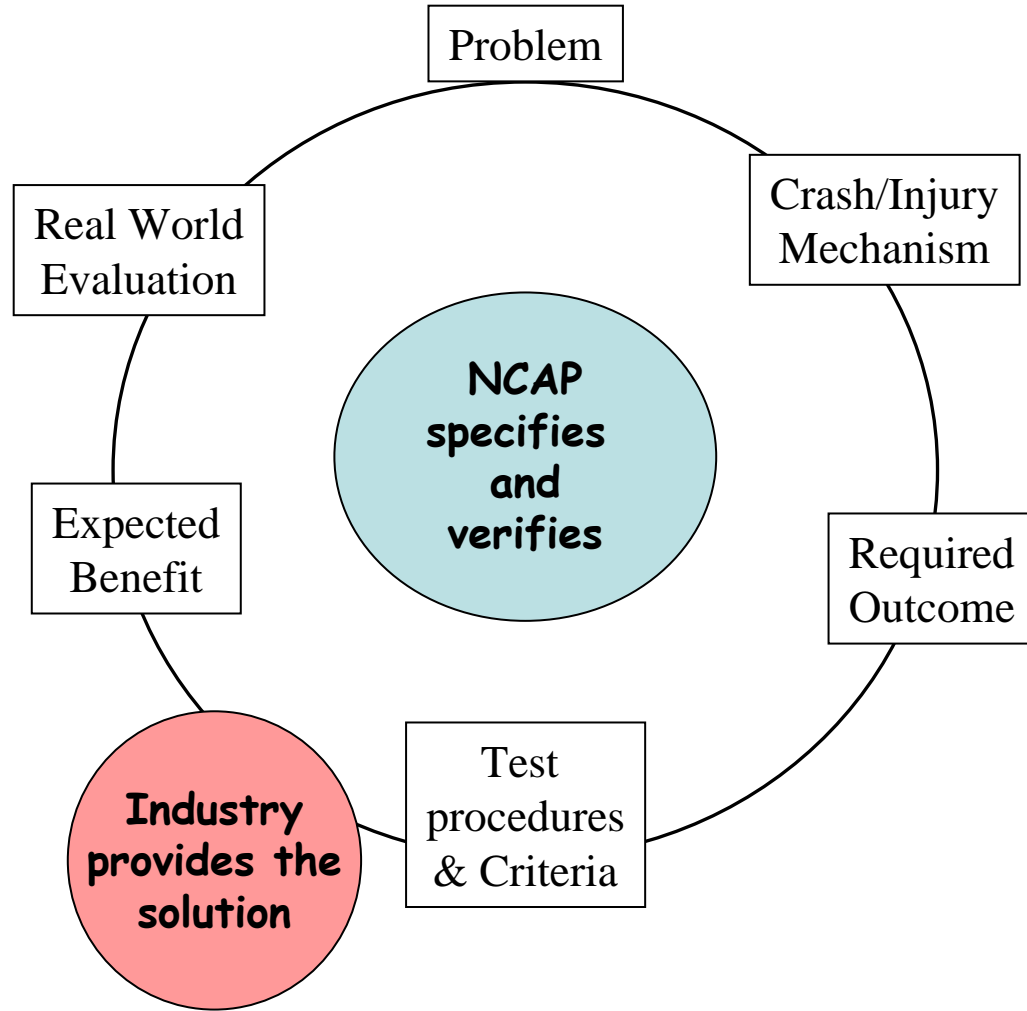 Problem
Crash/Injury
Mechanism
Required
Outcome
Test
procedures
& Criteria
Industry
provides the
solution
Expected
Benefit
Real World
Evaluation
NCAP
specifies
and
verifies